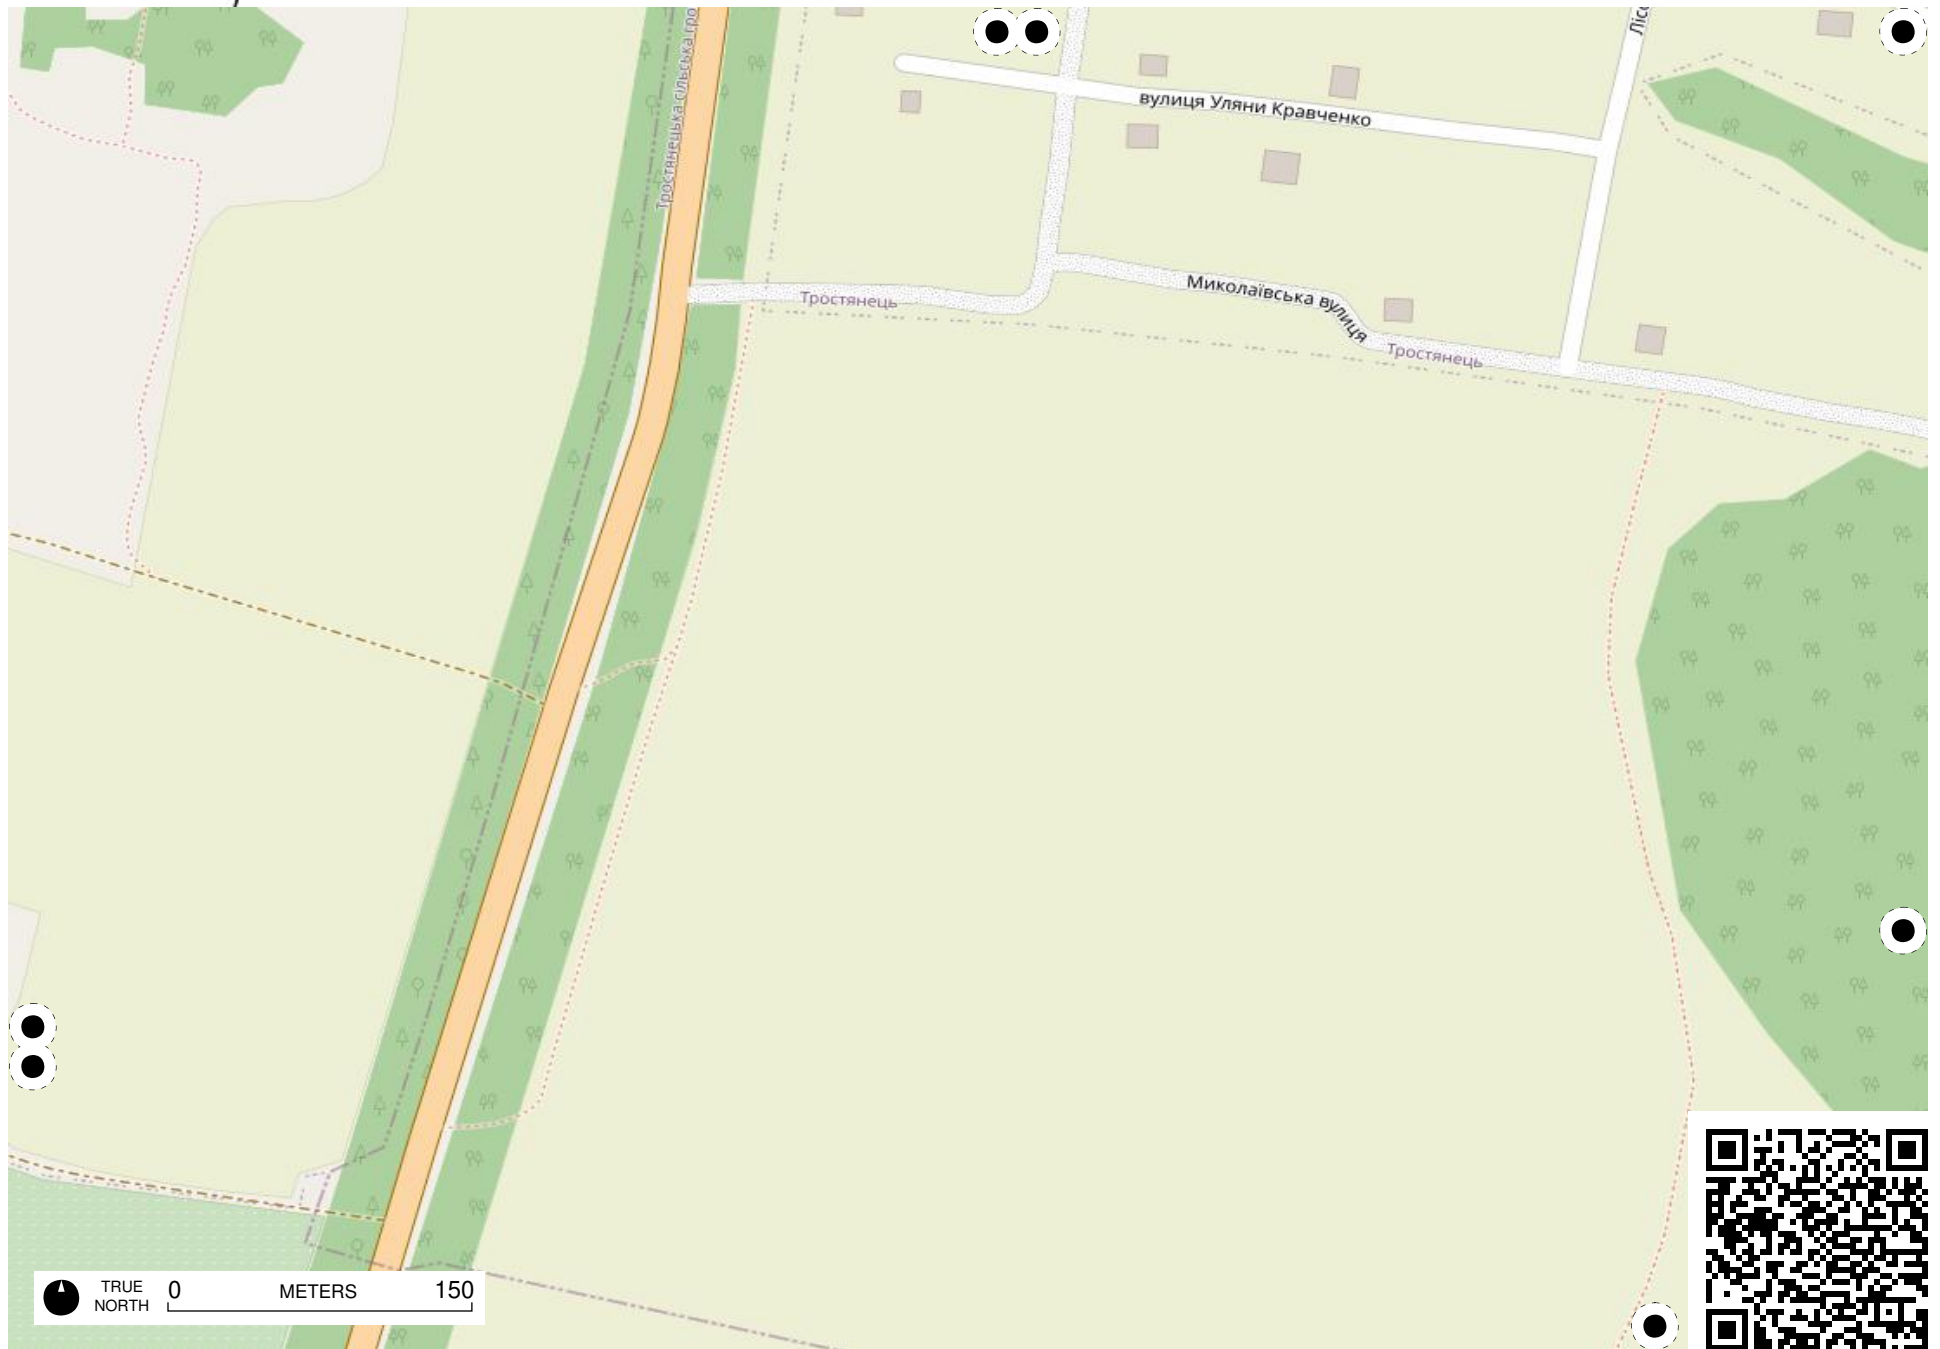 Тростянецька сільська гро
Ліс
вулиця Уляни Кравченко
Миколаївська вулиця
Тростянець
Тростянець
TRUE
NORTH
0 METERS 150